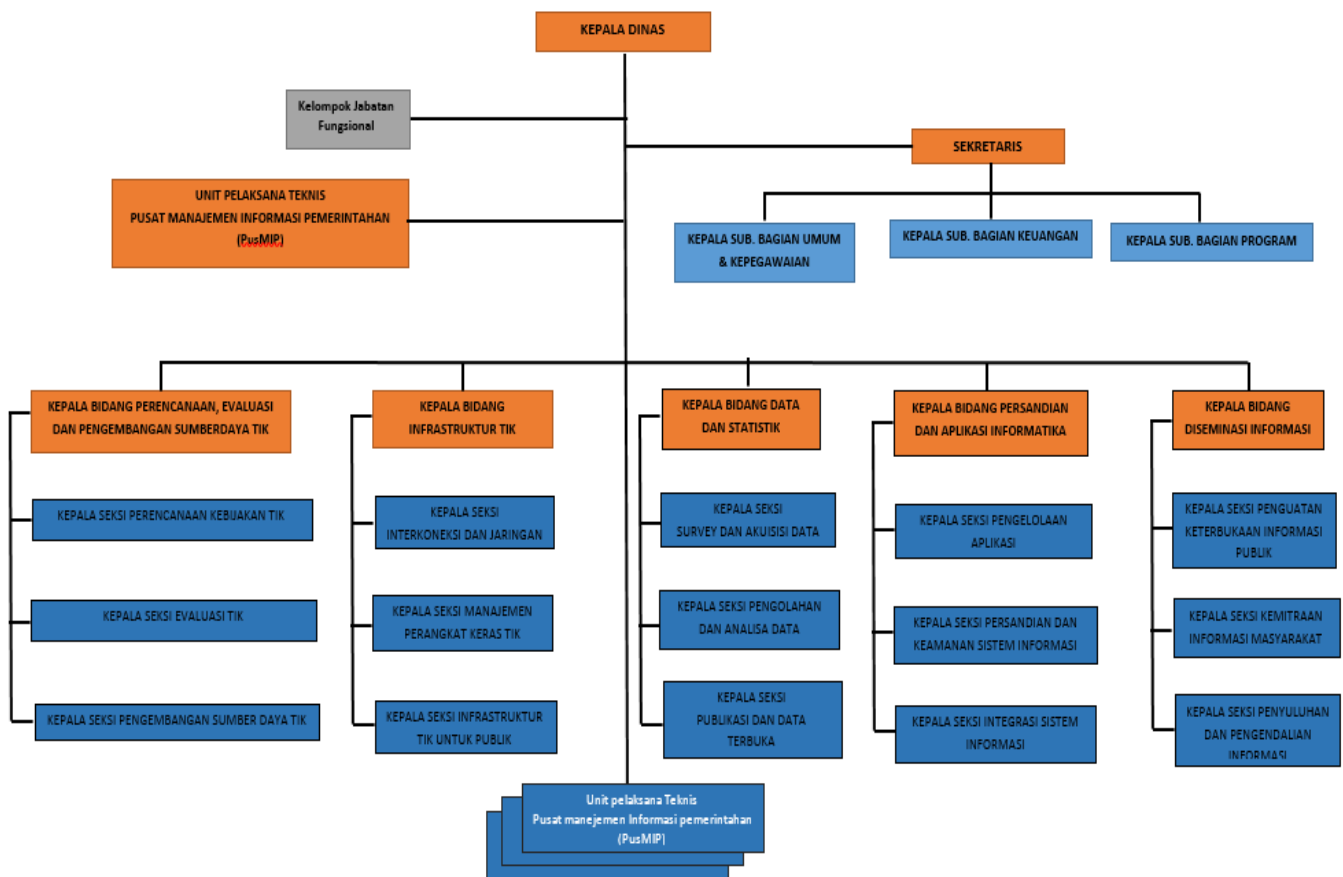 KEPALA DINAS
Kelompok Jabatan
Fungsional
SEKRETARIS
UNIT PELAKSANA TEKNIS
PUSAT MANAJEMEN INFORMASI PEMERINTAHAN
(PusMIP)
KEPALA SUB. BAGIAN UMUM
& KEPEGAWAIAN
KEPALA SUB. BAGIAN KEUANGAN
KEPALA SUB. BAGIAN PROGRAM
KEPALA BIDANG PERENCANAAN, EVALUASI
DAN PENGEMBANGAN SUMBERDAYA TIK
KEPALA SEKSI PERENCANAAN KEBIJAKAN TIK
KEPALA SEKSI EVALUASI TIK
KEPALA SEKSI PENGEMBANGAN SUMBER DAYA TIK
KEPALA BIDANG
INFRASTRUKTUR TIK
KEPALA SEKSI
INTERKONEKSI DAN JARINGAN
KEPALA SEKSI MANAJEMEN
PERANGKAT KERAS TIK
KEPALA SEKSI INFRASTRUKTUR
TIK UNTUK PUBLIK
KEPALA BIDANG DATA
DAN STATISTIK
KEPALA SEKSI
SURVEY DAN AKUISISI DATA
KEPALA SEKSI PENGOLAHAN
DAN ANALISA DATA
KEPALA SEKSI
PUBLIKASI DAN DATA
TERBUKA
KEPALA BIDANG PERSANDIAN
DAN APLIKASI INFORMATIKA
KEPALA SEKSI PENGELOLAAN
APLIKASI
KEPALA SEKSI PERSANDIAN DAN
KEAMANAN SISTEM INFORMASI
KEPALA SEKSI INTEGRASI SISTEM
INFORMASI
KEPALA BIDANG
DISEMINASI INFORMASI
KEPALA SEKSI PENGUATAN
KETERBUKAAN INFORMASI
PUBLIK
KEPALA SEKSI KEMITRAAN
INFORMASI MASYARAKAT
KEPALA SEKSI PENYULUHAN
DAN PENGENDALIAN
INFORMASI
Unit pelaksana Teknis
Pusat manejemen Informasi pemerintahan
(PusMIP)